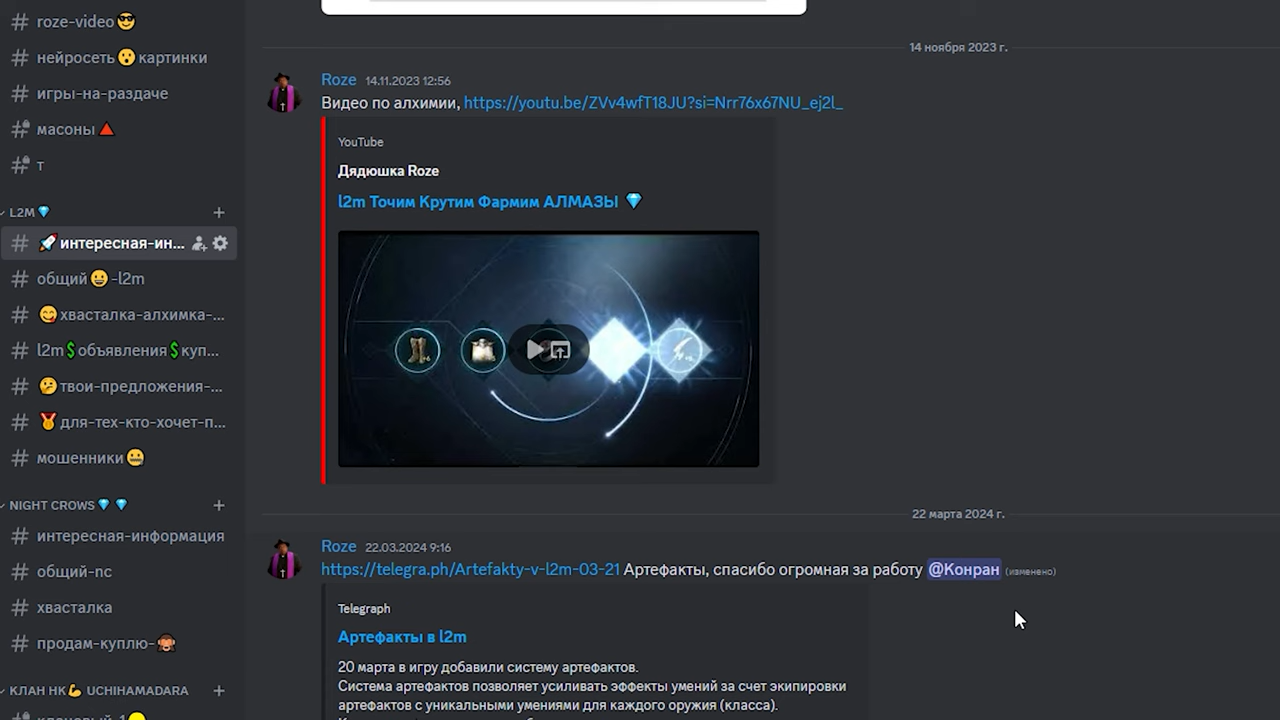 roze-video😎
нейросеть😮картинки
игры-на-раздаче
масоны🔺
т
L2M💎
🚀интересная-ин...
общий😀-l2m
😋хвасталка-алхимка-...
l2m💲объявления💲куп...
🤔твои-предложения-...
🏅для-тех-кто-хочет-п...
мошенники🤐
NIGHT CROWS💎💎
интересная-информация
общий-nc
хвасталка
продам-куплю-🙉
КЛАН НК💪 UCHIHAMADARA
14 ноября 2023 г.
Roze 14.11.2023 12:56
Видео по алхимии, https://youtu.be/ZVv4wfT18JU?si=Nrr76x67NU_ej2l_
YouTube
Дядюшка Roze
l2m Точим Крутим Фармим АЛМАЗЫ 💎
22 марта 2024 г.
Roze 22.03.2024 9:16
https://telegra.ph/Artefakty-v-l2m-03-21 Артефакты, спасибо огромная за работу @Конран (изменено)
Telegraph
Артефакты в l2m
20 марта в игру добавили систему артефактов.
Система артефактов позволяет усиливать эффекты умений за счет экипировки
артефактов с уникальными умениями для каждого оружия (класса).